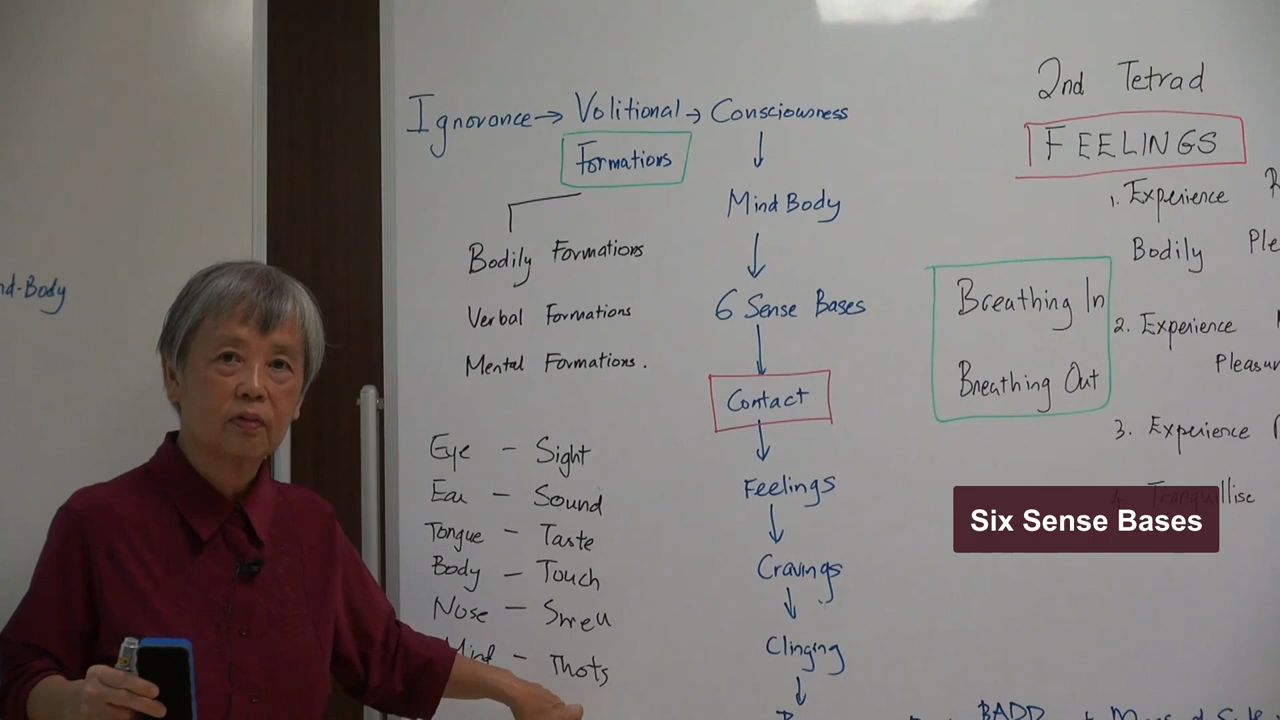 Ignorance → Volitional → Consciousness
Formations
Mind Body
Bodily Formations
Verbal Formations
Mental Formations.
6 Sense Bases
Contact
Feelings
Cravings
Clinging
Eye - Sight
Ear - Sound
Tongue - Taste
Body - Touch
Nose - Smell
Mind - Thots
nd-Body
2nd Tetrad
FEELINGS
1. Experience
Bodily
2. Experience
3. Experience
Breathing In
Breathing Out
Six Sense Bases
BADD